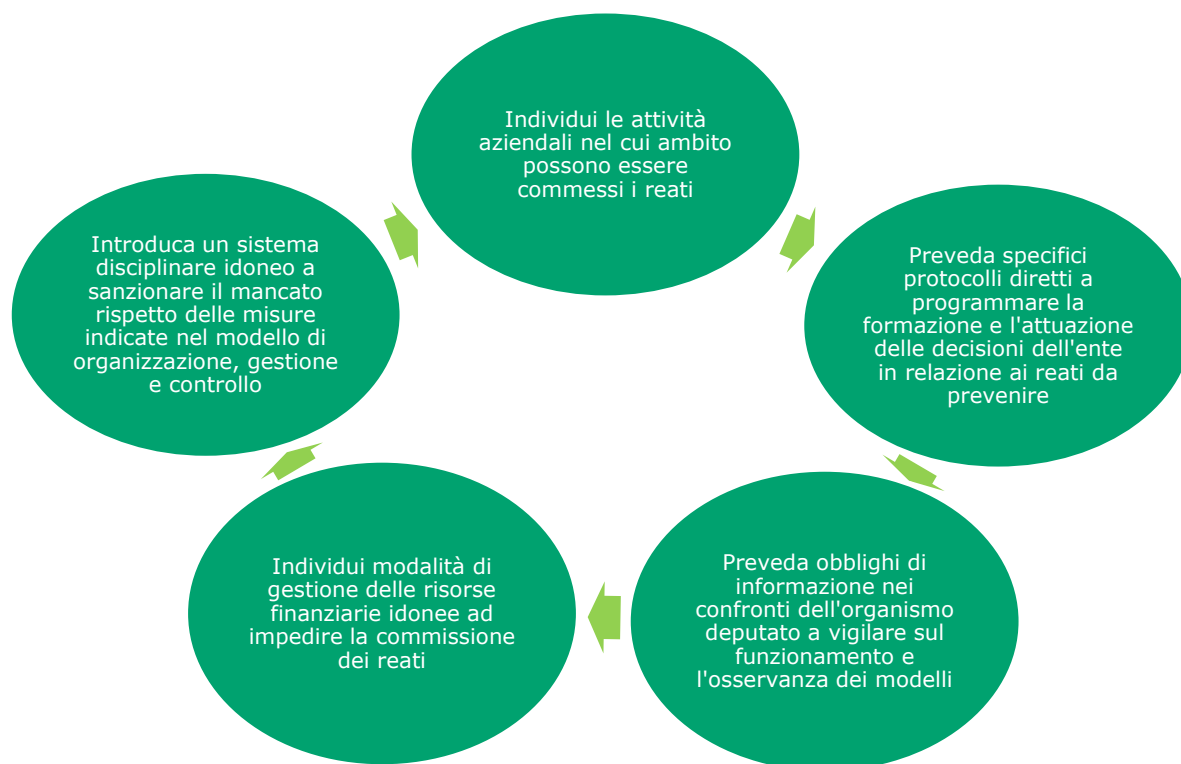 Individui le attività
aziendali nel cui ambito
possono essere
commessi i reati
Preveda specifici
protocolli diretti a
programmare la
formazione e l'attuazione
delle decisioni dell'ente
in relazione ai reati da
prevenire
Preveda obblighi di
informazione nei
confronti dell'organismo
deputato a vigilare sul
funzionamento e
l'osservanza dei modelli
Individui modalità di
gestione delle risorse
finanziarie idonee ad
impedire la commissione
dei reati
Introduca un sistema
disciplinare idoneo a
sanzionare il mancato
rispetto delle misure
indicate nel modello di
organizzazione, gestione
e controllo